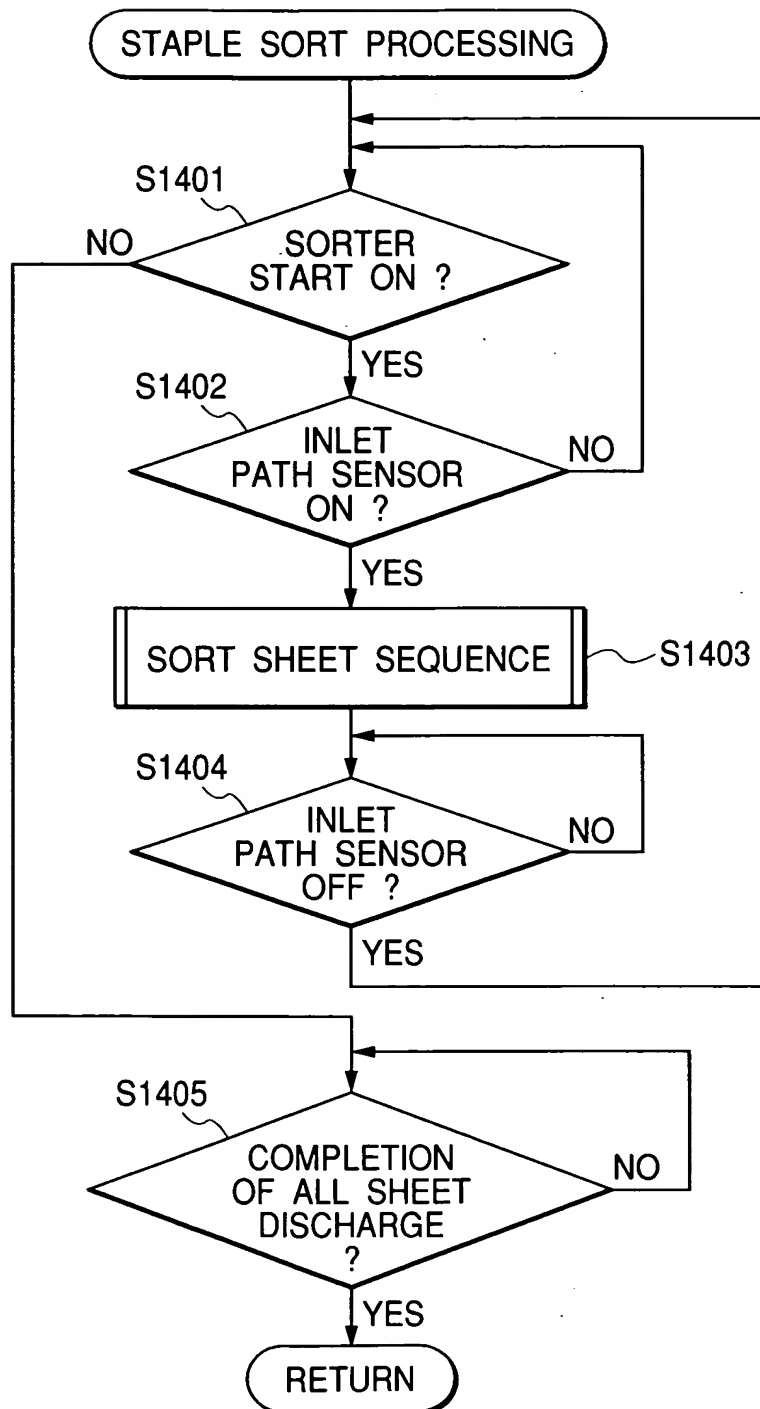 STAPLE SORT PROCESSING
S1401
NO
SORTER
START ON ?
YES
S1402
INLET
PATH SENSOR
ON ?
NO
YES
SORT SHEET SEQUENCE
S1403
S1404
INLET
PATH SENSOR
OFF ?
NO
YES
S1405
COMPLETION
OF ALL SHEET
DISCHARGE
?
NO
YES
RETURN